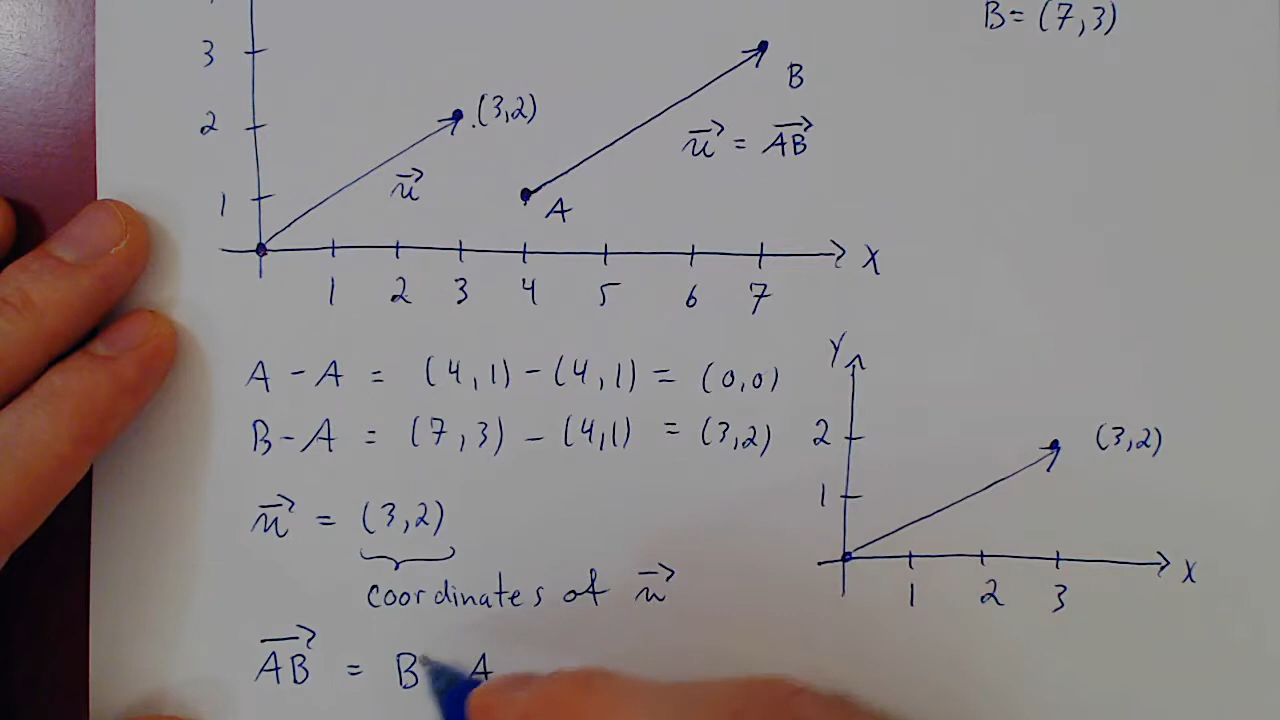 B = (7,3)
3
B
.(3,2)
2
u⃗ = AB⃗
u⃗
1
A
X
1 2 3 4 5 6 7
Y
A - A = (4,1) - (4,1) = (0,0)
B - A = (7,3) - (4,1) = (3,2)
2
(3,2)
1
u⃗ = (3,2)
X
coordinates of u⃗
1 2 3
AB⃗ = B A